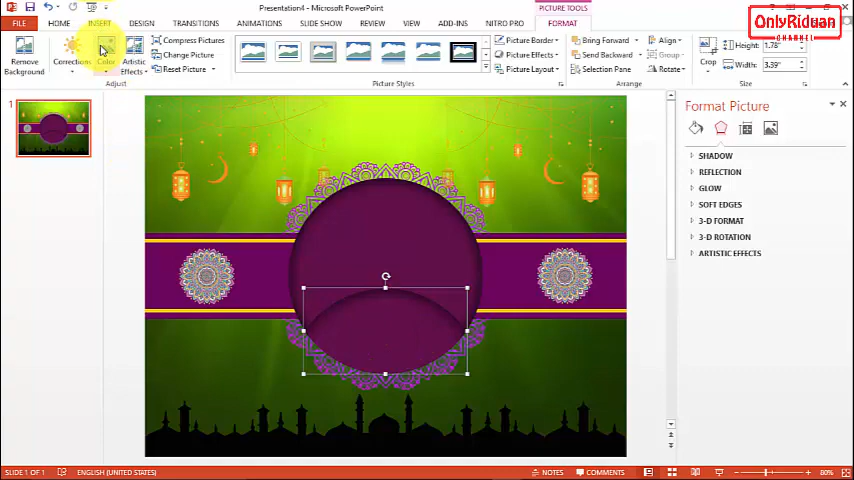 Presentation4 - Microsoft PowerPoint
PICTURE TOOLS
OnlyRiduan
CHANNEL
FILE HOME INSERT DESIGN TRANSITIONS ANIMATIONS SLIDE SHOW REVIEW VIEW ADD-INS NITRO PRO FORMAT
Remove Background
Corrections
Color
Artistic Effects
Compress Pictures
Change Picture
Reset Picture
Adjust
Picture Styles
Picture Border
Picture Effects
Picture Layout
Bring Forward
Send Backward
Selection Pane
Align
Group
Rotate
Arrange
Crop
Height: 1.78"
Width: 3.39"
Size
1
Format Picture
SHADOW
REFLECTION
GLOW
SOFT EDGES
3-D FORMAT
3-D ROTATION
ARTISTIC EFFECTS
SLIDE 1 OF 1 ENGLISH (UNITED STATES) NOTES COMMENTS 80%